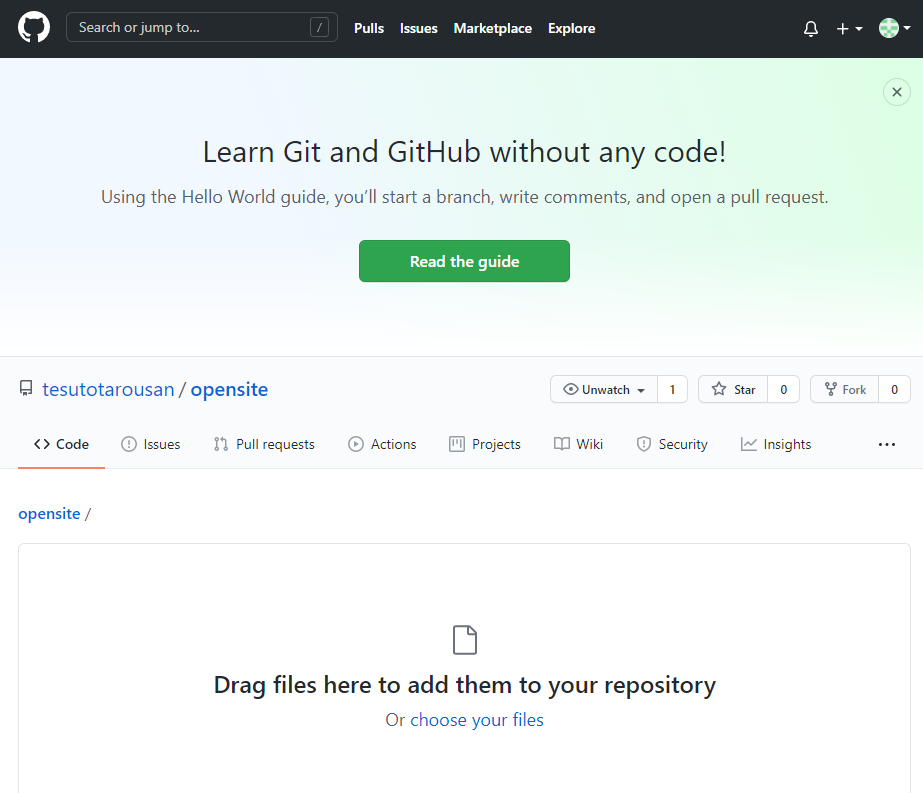 Search or jump to... / Pulls Issues Marketplace Explore
Learn Git and GitHub without any code!
Using the Hello World guide, you’ll start a branch, write comments, and open a pull request.
Read the guide
tesutotarousan / opensite Unwatch 1 Star 0 Fork 0
Code Issues Pull requests Actions Projects Wiki Security Insights
opensite /
Drag files here to add them to your repository
Or choose your files